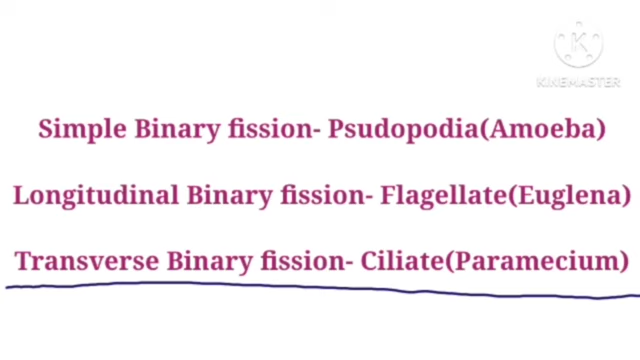 K
KINEMASTER
Simple Binary fission- Psudopodia(Amoeba)
Longitudinal Binary fission- Flagellate(Euglena)
Transverse Binary fission- Ciliate(Paramecium)